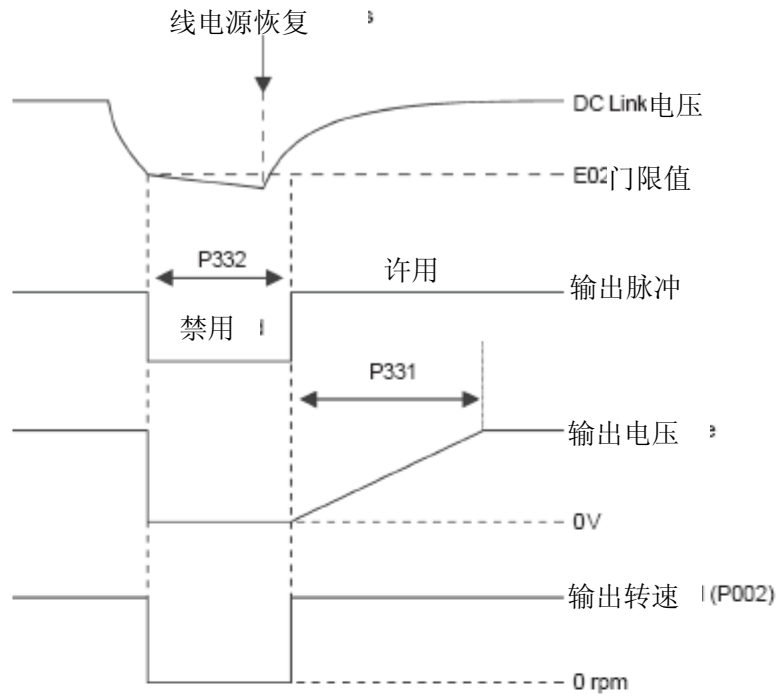 线电源恢复 s
DC Link电压
E02门限值
P332
许用
输出脉冲
禁用
P331
输出电压 e
0V
输出转速 l (P002)
0 rpm